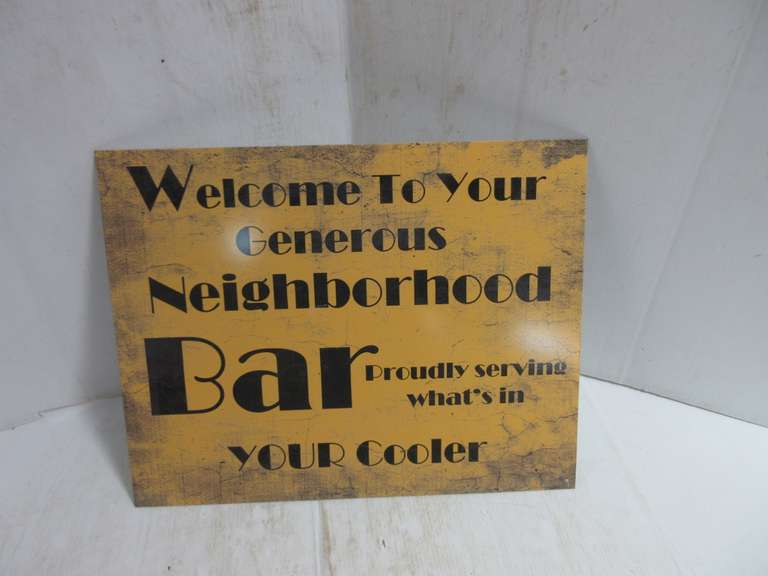 Welcome To Your
Generous
Neighborhood
Bar Proudly serving
what's in
YOUR Cooler